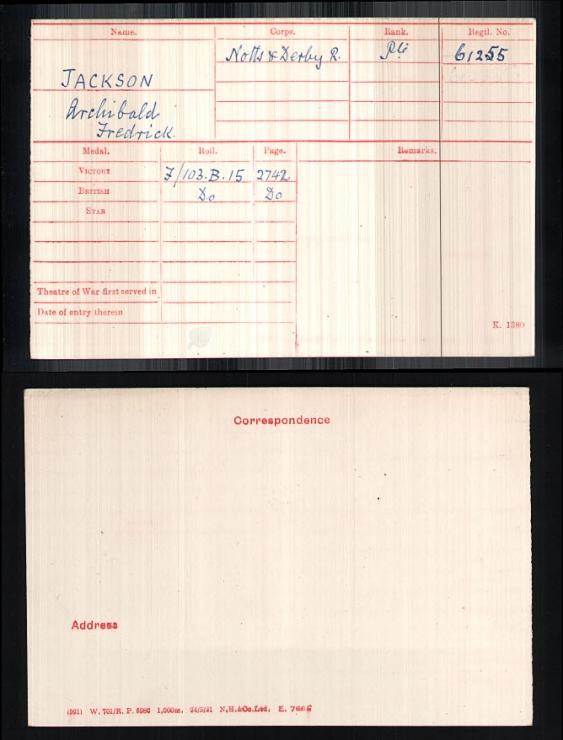 Name. Corps. Rank. Regtl. No.
JACKSON Notts & Derby R. Pte 61255
Archibald
Fredrick
Medal. Roll. Page. Remarks.
VICTORY J/103.B.15 2742
BRITISH Do Do
STAR
Theatre of War first served in
Date of entry therein
K. 1380
Correspondence
Address
W. 701/R. P. 1,000m. N.H.&Co.Ltd. E.